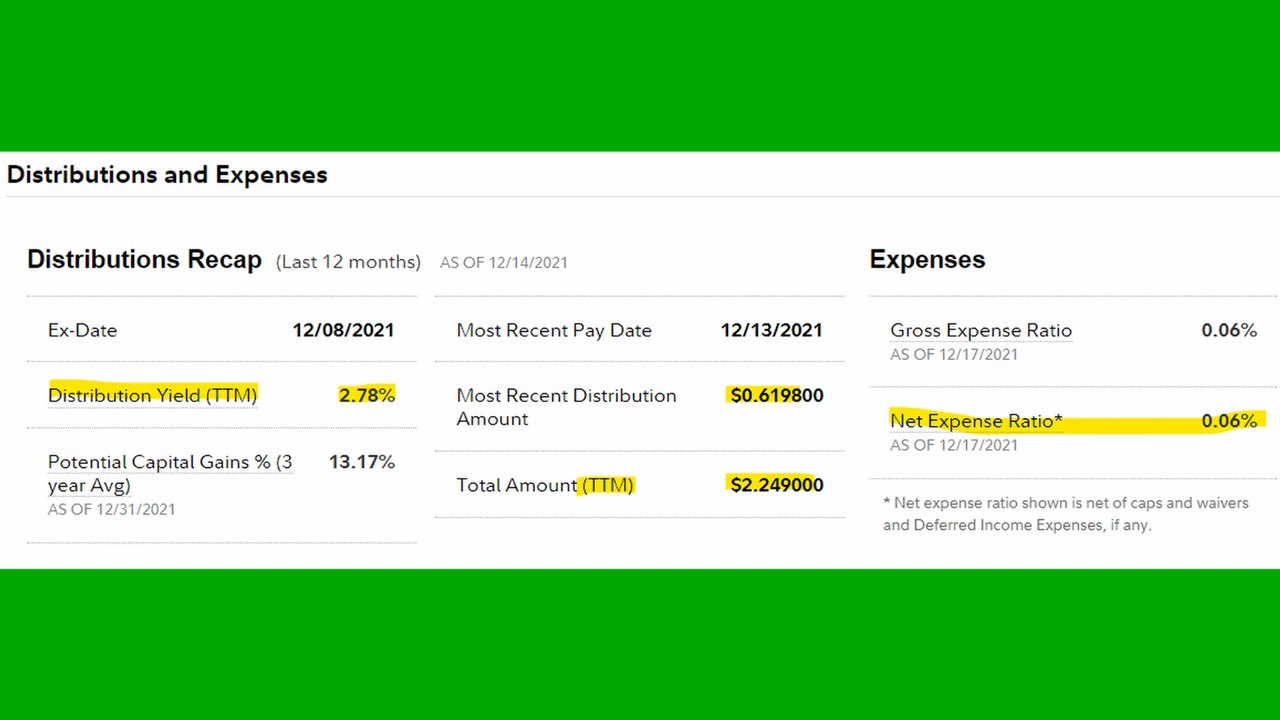 Distributions and Expenses
Distributions Recap (Last 12 months) AS OF 12/14/2021
Ex-Date 12/08/2021
Distribution Yield (TTM) 2.78%
Potential Capital Gains % (3
year Avg) 13.17%
AS OF 12/31/2021
Most Recent Pay Date 12/13/2021
Most Recent Distribution
Amount $0.619800
Total Amount (TTM) $2.249000
Expenses
Gross Expense Ratio 0.06%
AS OF 12/17/2021
Net Expense Ratio* 0.06%
AS OF 12/17/2021
* Net expense ratio shown is net of caps and waivers
and Deferred Income Expenses, if any.